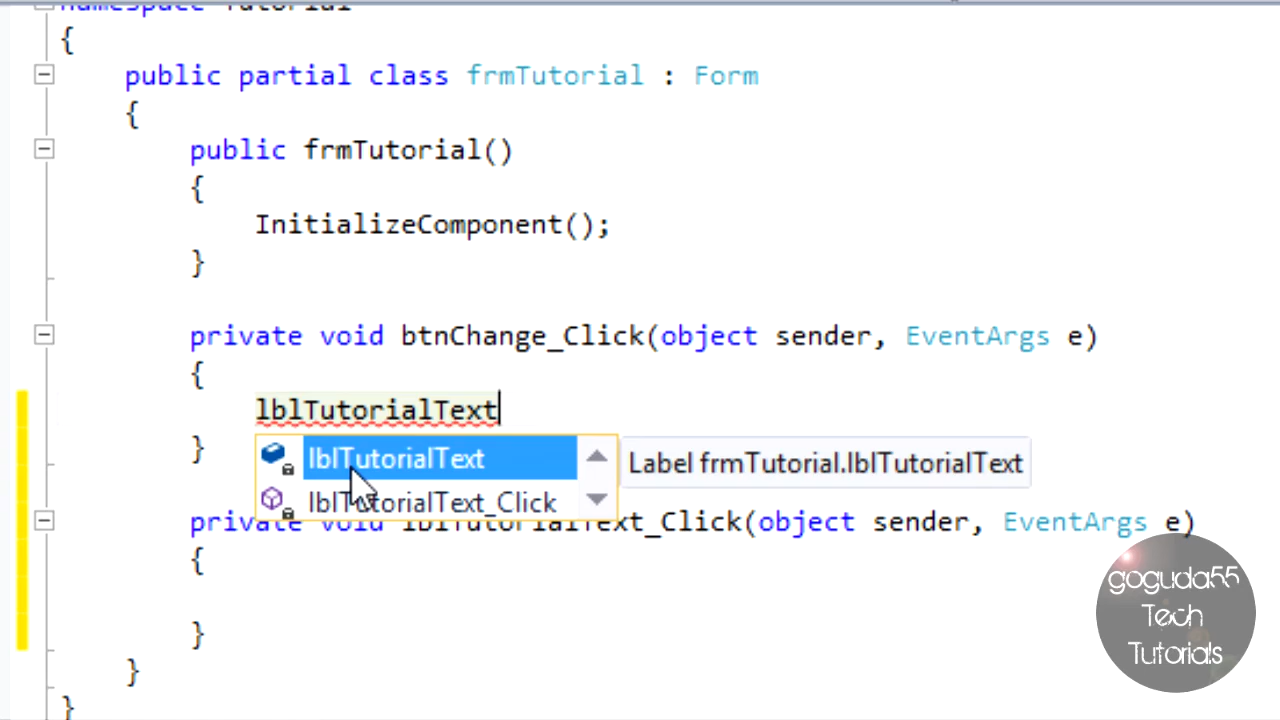 namespace Tutorial
{
public partial class frmTutorial : Form
{
public frmTutorial()
{
InitializeComponent();
}
private void btnChange_Click(object sender, EventArgs e)
{
lblTutorialText
}
lblTutorialText
Label frmTutorial.lblTutorialText
lblTutorialText_Click
private void lblTutorialText_Click(object sender, EventArgs e)
{
}
}
}
goguda55
Tech
Tutorials